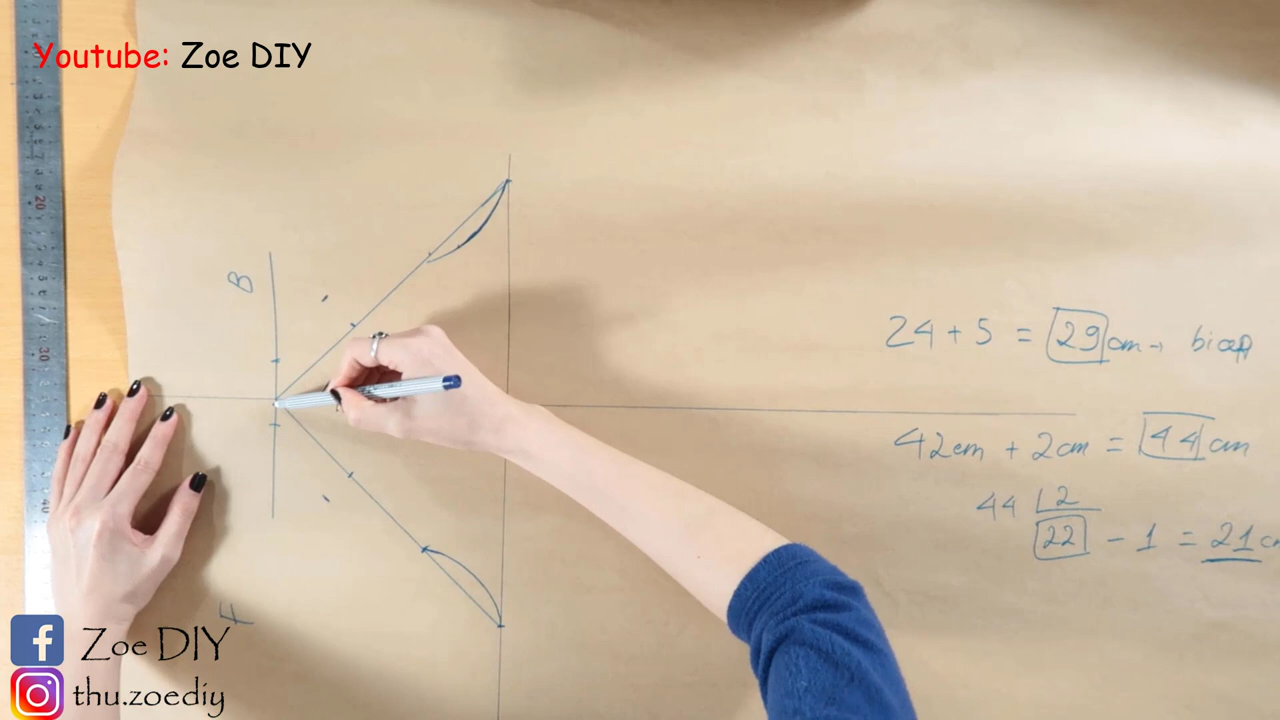 Youtube: Zoe DIY
B
24 + 5 = 29 cm → bicep
42cm + 2cm = 44 cm
44 2
22 - 1 = 21 c
F
Zoe DIY
thu.zoediy